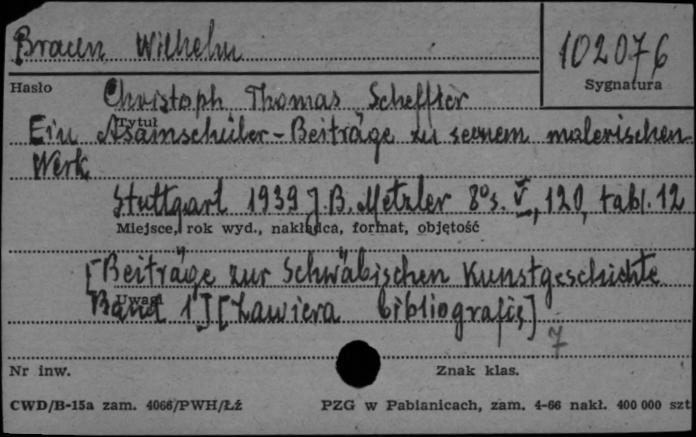 Braun Wilhelm
102076
Hasło
Sygnatura
Christoph Thomas Scheffler
Tytuł
Ein Asamschüler - Beiträge zu seinem malerischen
Werk
Stuttgart 1939 J.B. Metzler 8° s. V, 120, tabl. 12
Miejsce, rok wyd., nakładca, format, objętość
[Beiträge zur Schwäbischen Kunstgeschichte
Uwagi
Band 1] [Zawiera bibliografię]
7
Nr inw.
Znak klas.
CWD/B-15a zam. 4066/PWH/Łź
PZG w Pabianicach, zam. 4-66 nakł. 400 000 szt